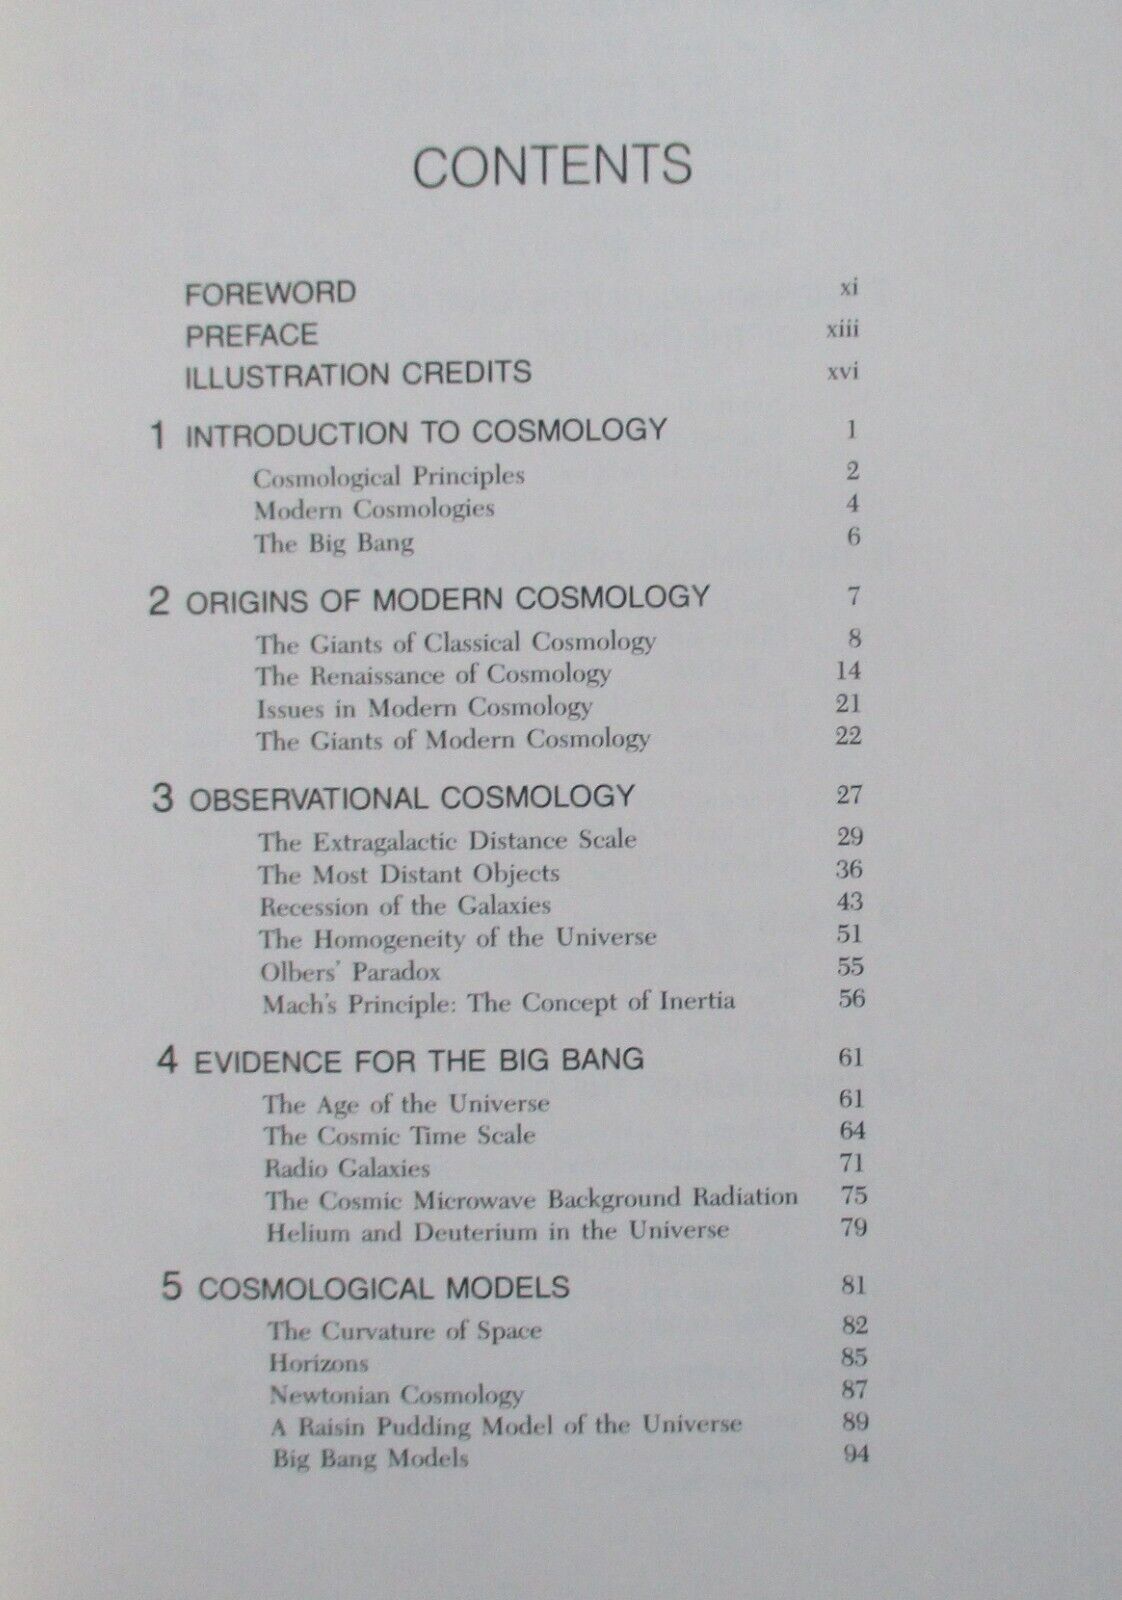 CONTENTS
FOREWORD xi
PREFACE xiii
ILLUSTRATION CREDITS xvi
1 INTRODUCTION TO COSMOLOGY 1
Cosmological Principles 2
Modern Cosmologies 4
The Big Bang 6
2 ORIGINS OF MODERN COSMOLOGY 7
The Giants of Classical Cosmology 8
The Renaissance of Cosmology 14
Issues in Modern Cosmology 21
The Giants of Modern Cosmology 22
3 OBSERVATIONAL COSMOLOGY 27
The Extragalactic Distance Scale 29
The Most Distant Objects 36
Recession of the Galaxies 43
The Homogeneity of the Universe 51
Olbers' Paradox 55
Mach's Principle: The Concept of Inertia 56
4 EVIDENCE FOR THE BIG BANG 61
The Age of the Universe 61
The Cosmic Time Scale 64
Radio Galaxies 71
The Cosmic Microwave Background Radiation 75
Helium and Deuterium in the Universe 79
5 COSMOLOGICAL MODELS 81
The Curvature of Space 82
Horizons 85
Newtonian Cosmology 87
A Raisin Pudding Model of the Universe 89
Big Bang Models 94